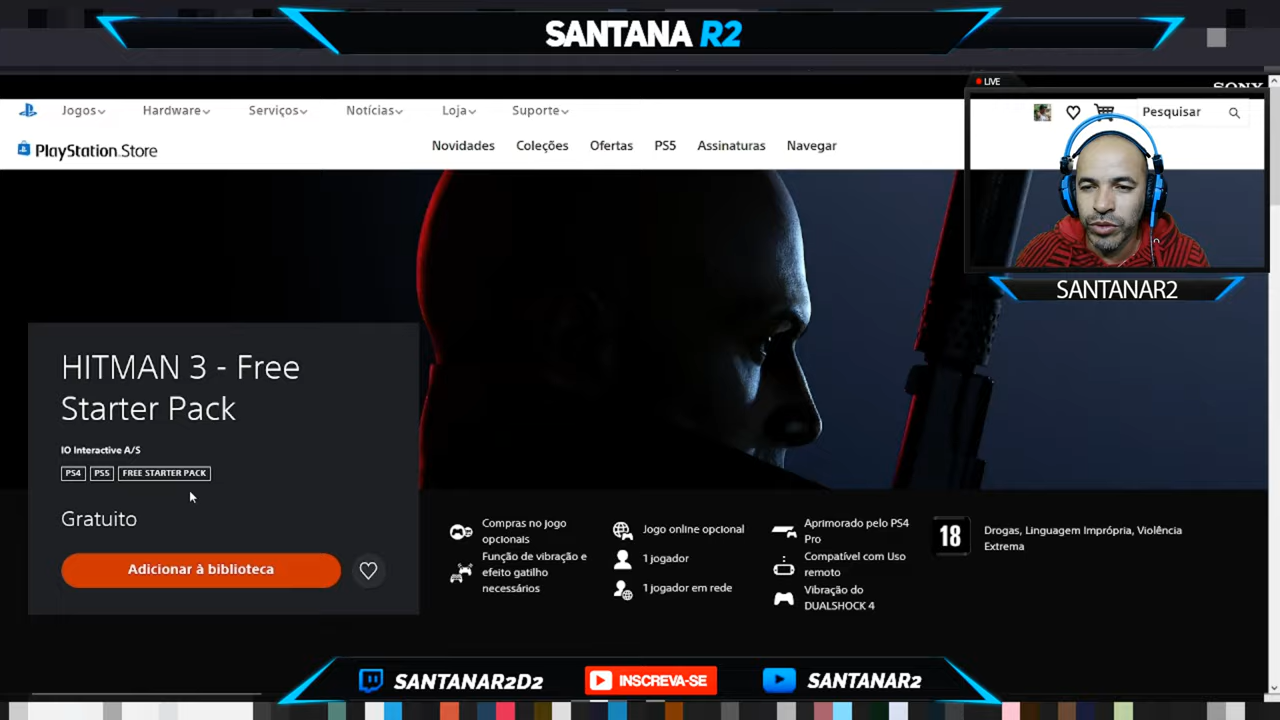 SANTANA R2
LIVE
SONY
Jogos
Hardware
Serviços
Notícias
Loja
Suporte
Pesquisar
PlayStation.Store
Novidades
Coleções
Ofertas
PS5
Assinaturas
Navegar
SANTANAR2
HITMAN 3 - Free
Starter Pack
IO Interactive A/S
PS4
PS5
FREE STARTER PACK
Gratuito
Adicionar à biblioteca
Compras no jogo
opcionais
Função de vibração e
efeito gatilho
necessários
Jogo online opcional
1 jogador
1 jogador em rede
Aprimorado pelo PS4
Pro
Compatível com Uso
remoto
Vibração do
DUALSHOCK 4
18
Drogas, Linguagem Imprópria, Violência
Extrema
SANTANAR2D2
INSCREVA-SE
SANTANAR2